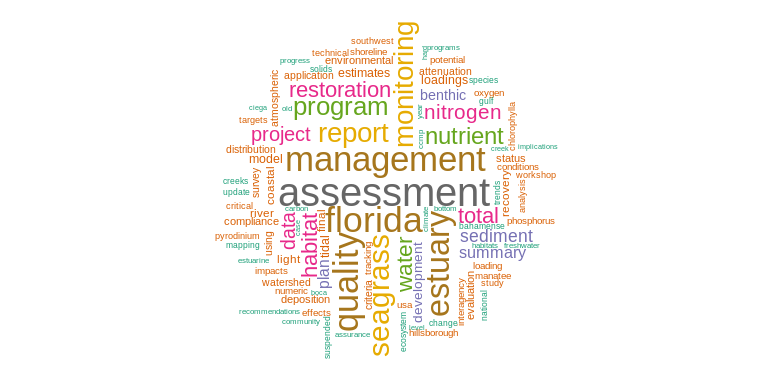 southwest
programs
progress
technical
shoreline
had
monitoring
environmental
potential
solids
estimates
attenuation
application
loadings
species
restoration
benthic
oxygen
atmospheric
gulf
ciega
old
program
year
nitrogen
chlorophylla
targets
project
report
ccmp
nutrient
distribution
management
creek
implications
model
status
survey
coastal
conditions
recovery
workshop
creeks
assessment
trends
analysis
update
critical
carbon
florida
climate
bottom
total
river
data
final
phosphorus
compliance
case
habitat
tidal
estuary
bahamense
pyrodinium
using
quality
seagrass
water
sediment
mapping
development
habitats
freshwater
estuarine
light
plan
tracking
summary
impacts
loading
watershed
manatee
numeric
boca
criteria
evaluation
study
deposition
usa
interagency
national
recommendations
effects
community
suspended
ecosystem
change
level
assurance
hillsborough